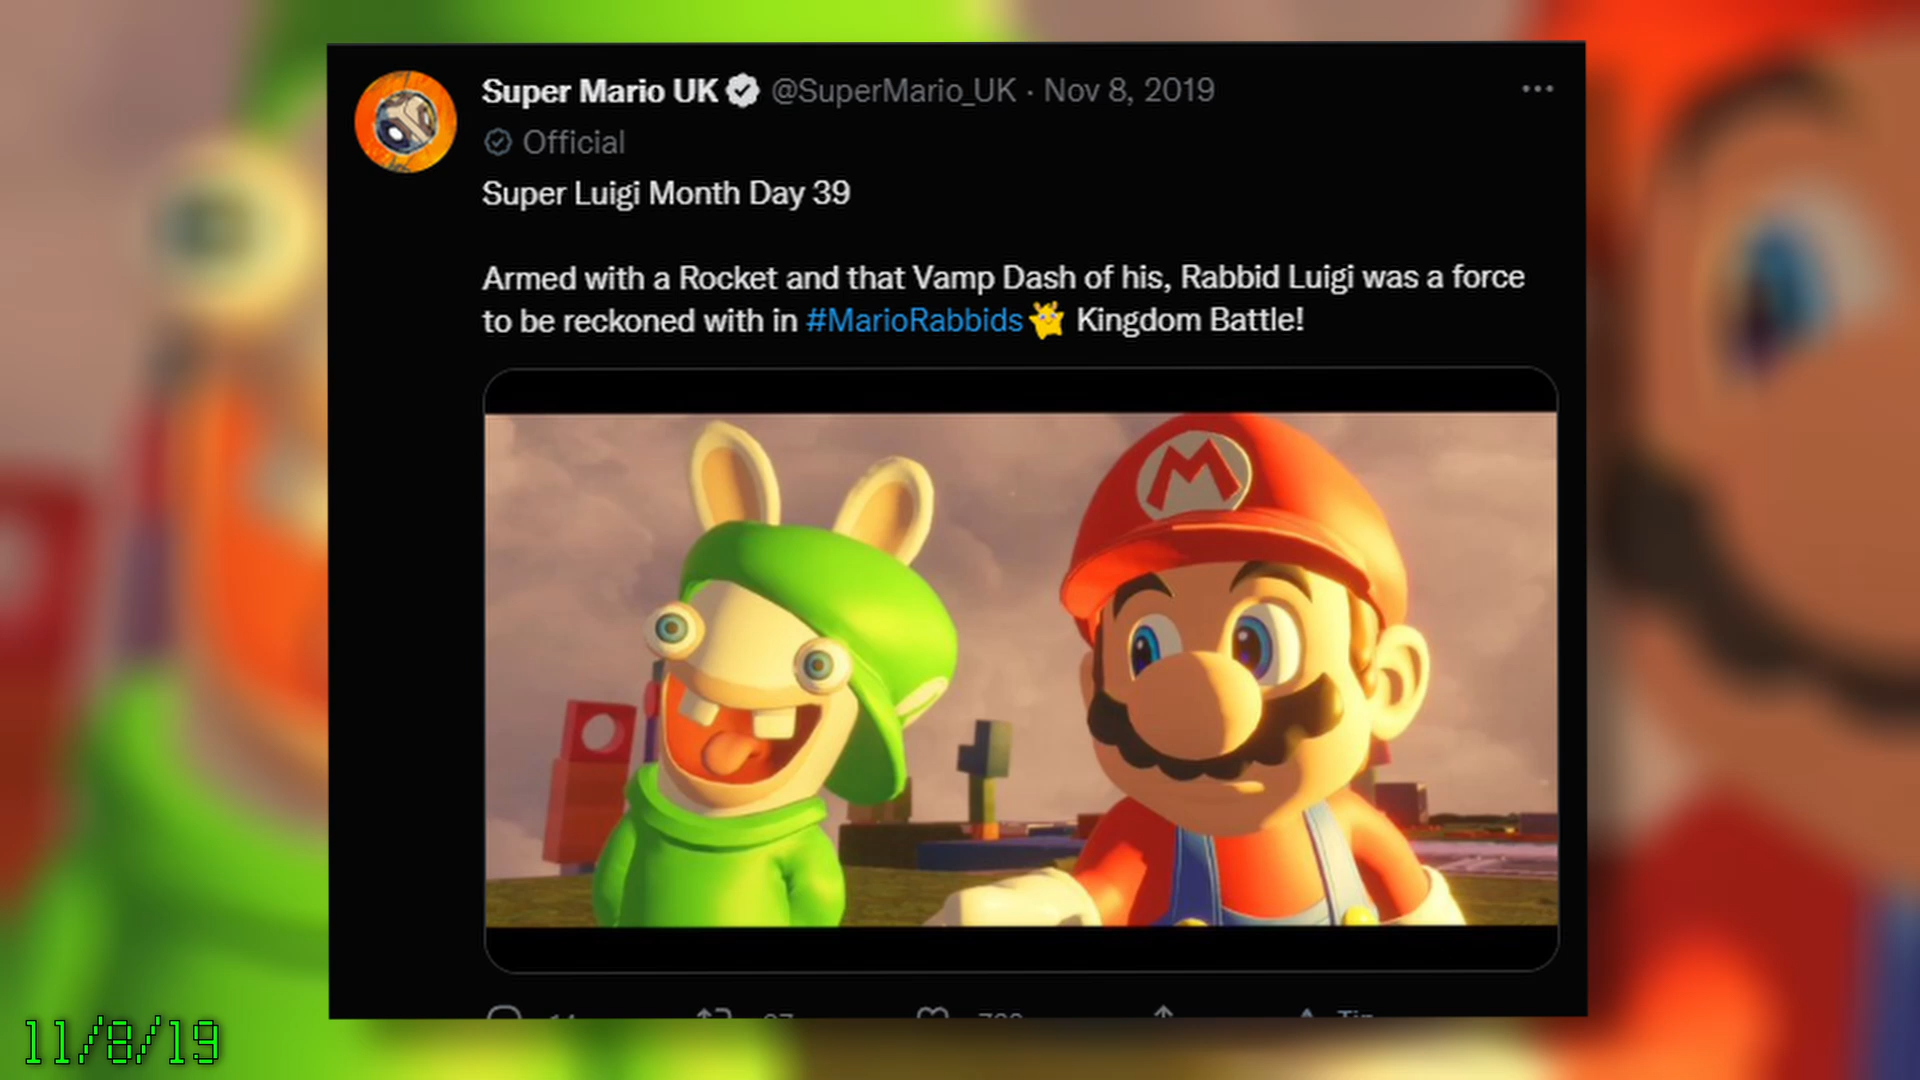 Super Mario UK @SuperMario_UK · Nov 8, 2019
Official
Super Luigi Month Day 39
Armed with a Rocket and that Vamp Dash of his, Rabbid Luigi was a force
to be reckoned with in #MarioRabbids Kingdom Battle!
M
11/8/19